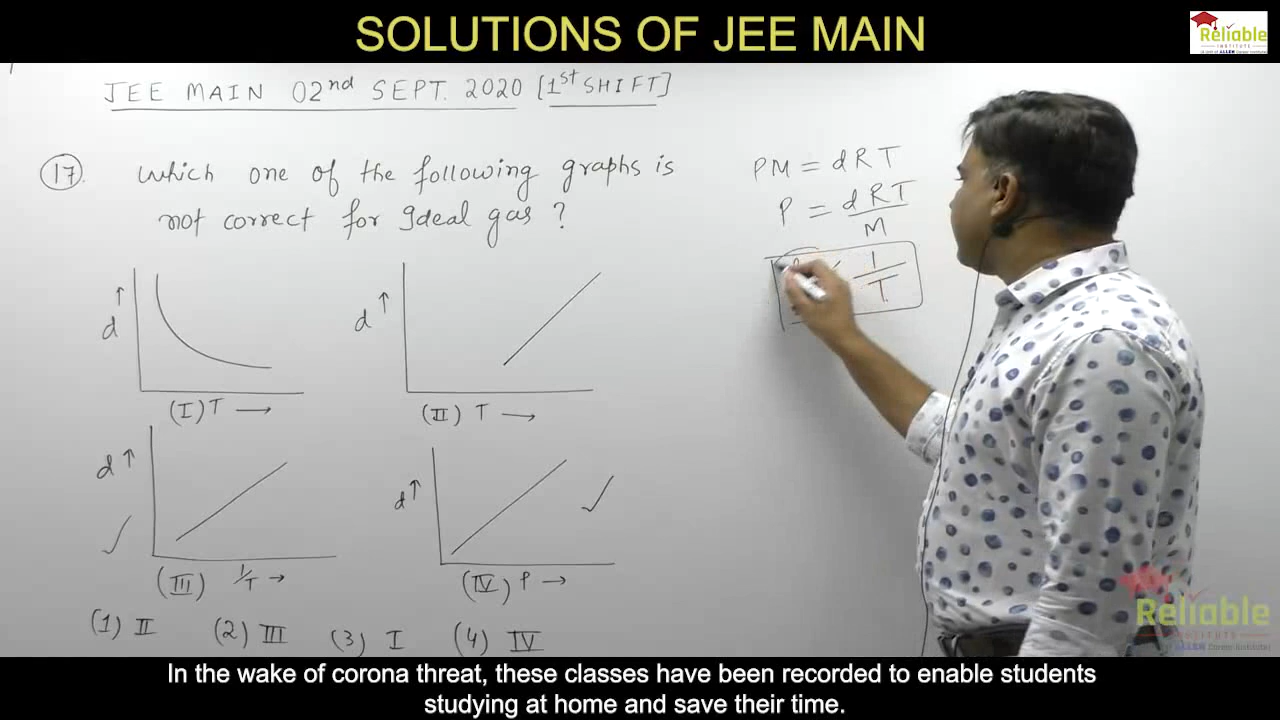 SOLUTIONS OF JEE MAIN
Reliable
INSTITUTE
JEE MAIN 02nd SEPT. 2020 [1st SHIFT]
17. Which one of the following graphs is
not correct for Ideal gas ?
d ↑
(I) T →
d ↑
(II) T →
d ↑
(III) 1/T →
d ↑
(IV) P →
(1) II (2) III (3) I (4) IV
PM = dRT
P = dRT/M
1/T
Reliable
INSTITUTE
In the wake of corona threat, these classes have been recorded to enable students
studying at home and save their time.